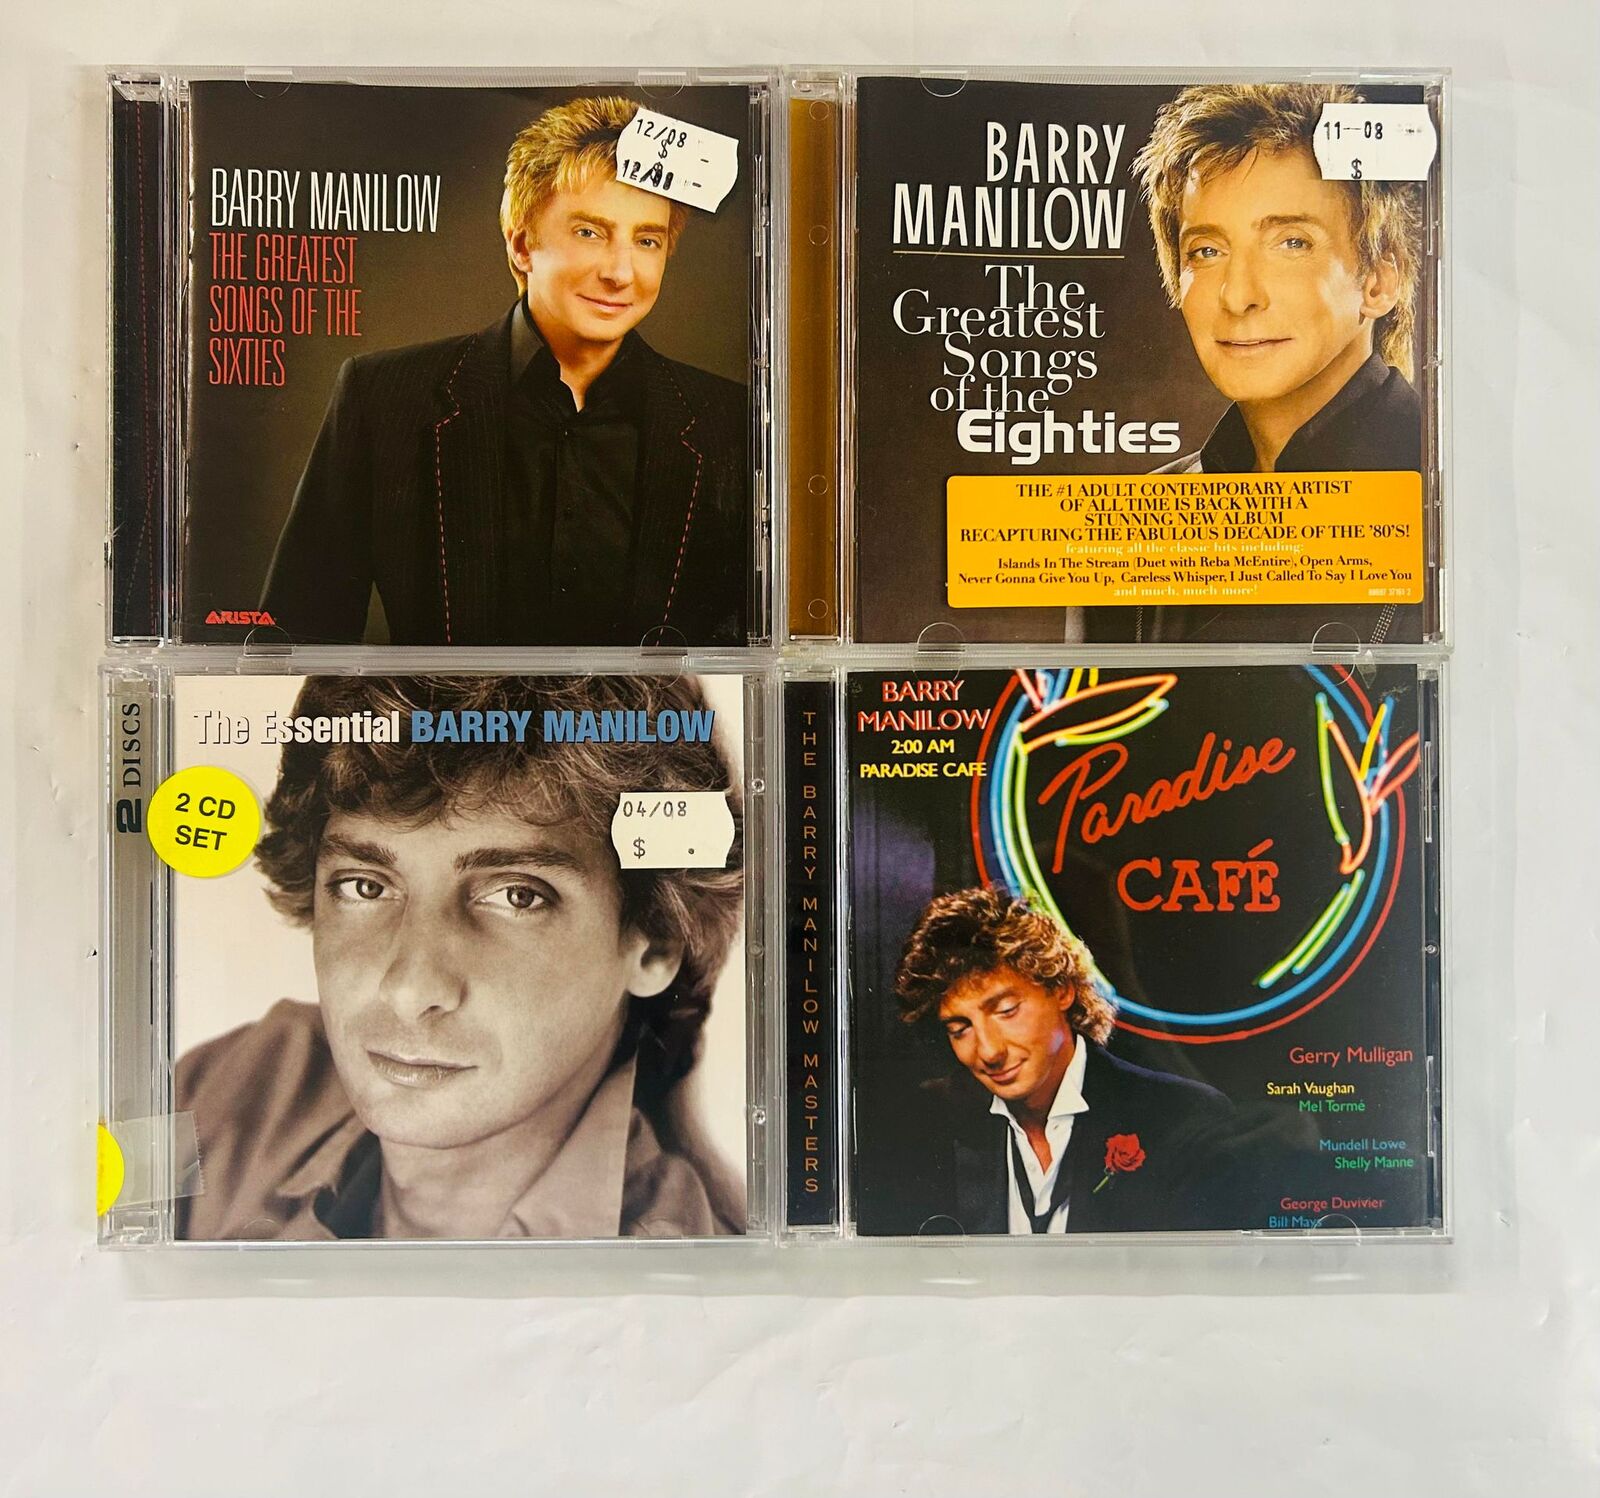 BARRY MANILOW
THE GREATEST
SONGS OF THE
SIXTIES
12/08
$ -
12/08 -
ARISTA
BARRY
MANILOW
The
Greatest
Songs
of the
Eighties
11--08
$
THE #1 ADULT CONTEMPORARY ARTIST
OF ALL TIME IS BACK WITH A
STUNNING NEW ALBUM
RECAPTURING THE FABULOUS DECADE OF THE '80'S!
featuring all the classic hits including:
Islands In The Stream (Duet with Reba McEntire), Open Arms,
Never Gonna Give You Up, Careless Whisper, I Just Called To Say I Love You
and much, much more!
2 DISCS
The Essential BARRY MANILOW
2 CD
SET
04/08
$ .
THE BARRY MANILOW MASTERS
BARRY
MANILOW
2:00 AM
PARADISE CAFE
Paradise
CAFÉ
Gerry Mulligan
Sarah Vaughan
Mel Tormé
Mundell Lowe
Shelly Manne
George Duvivier
Bill Mays